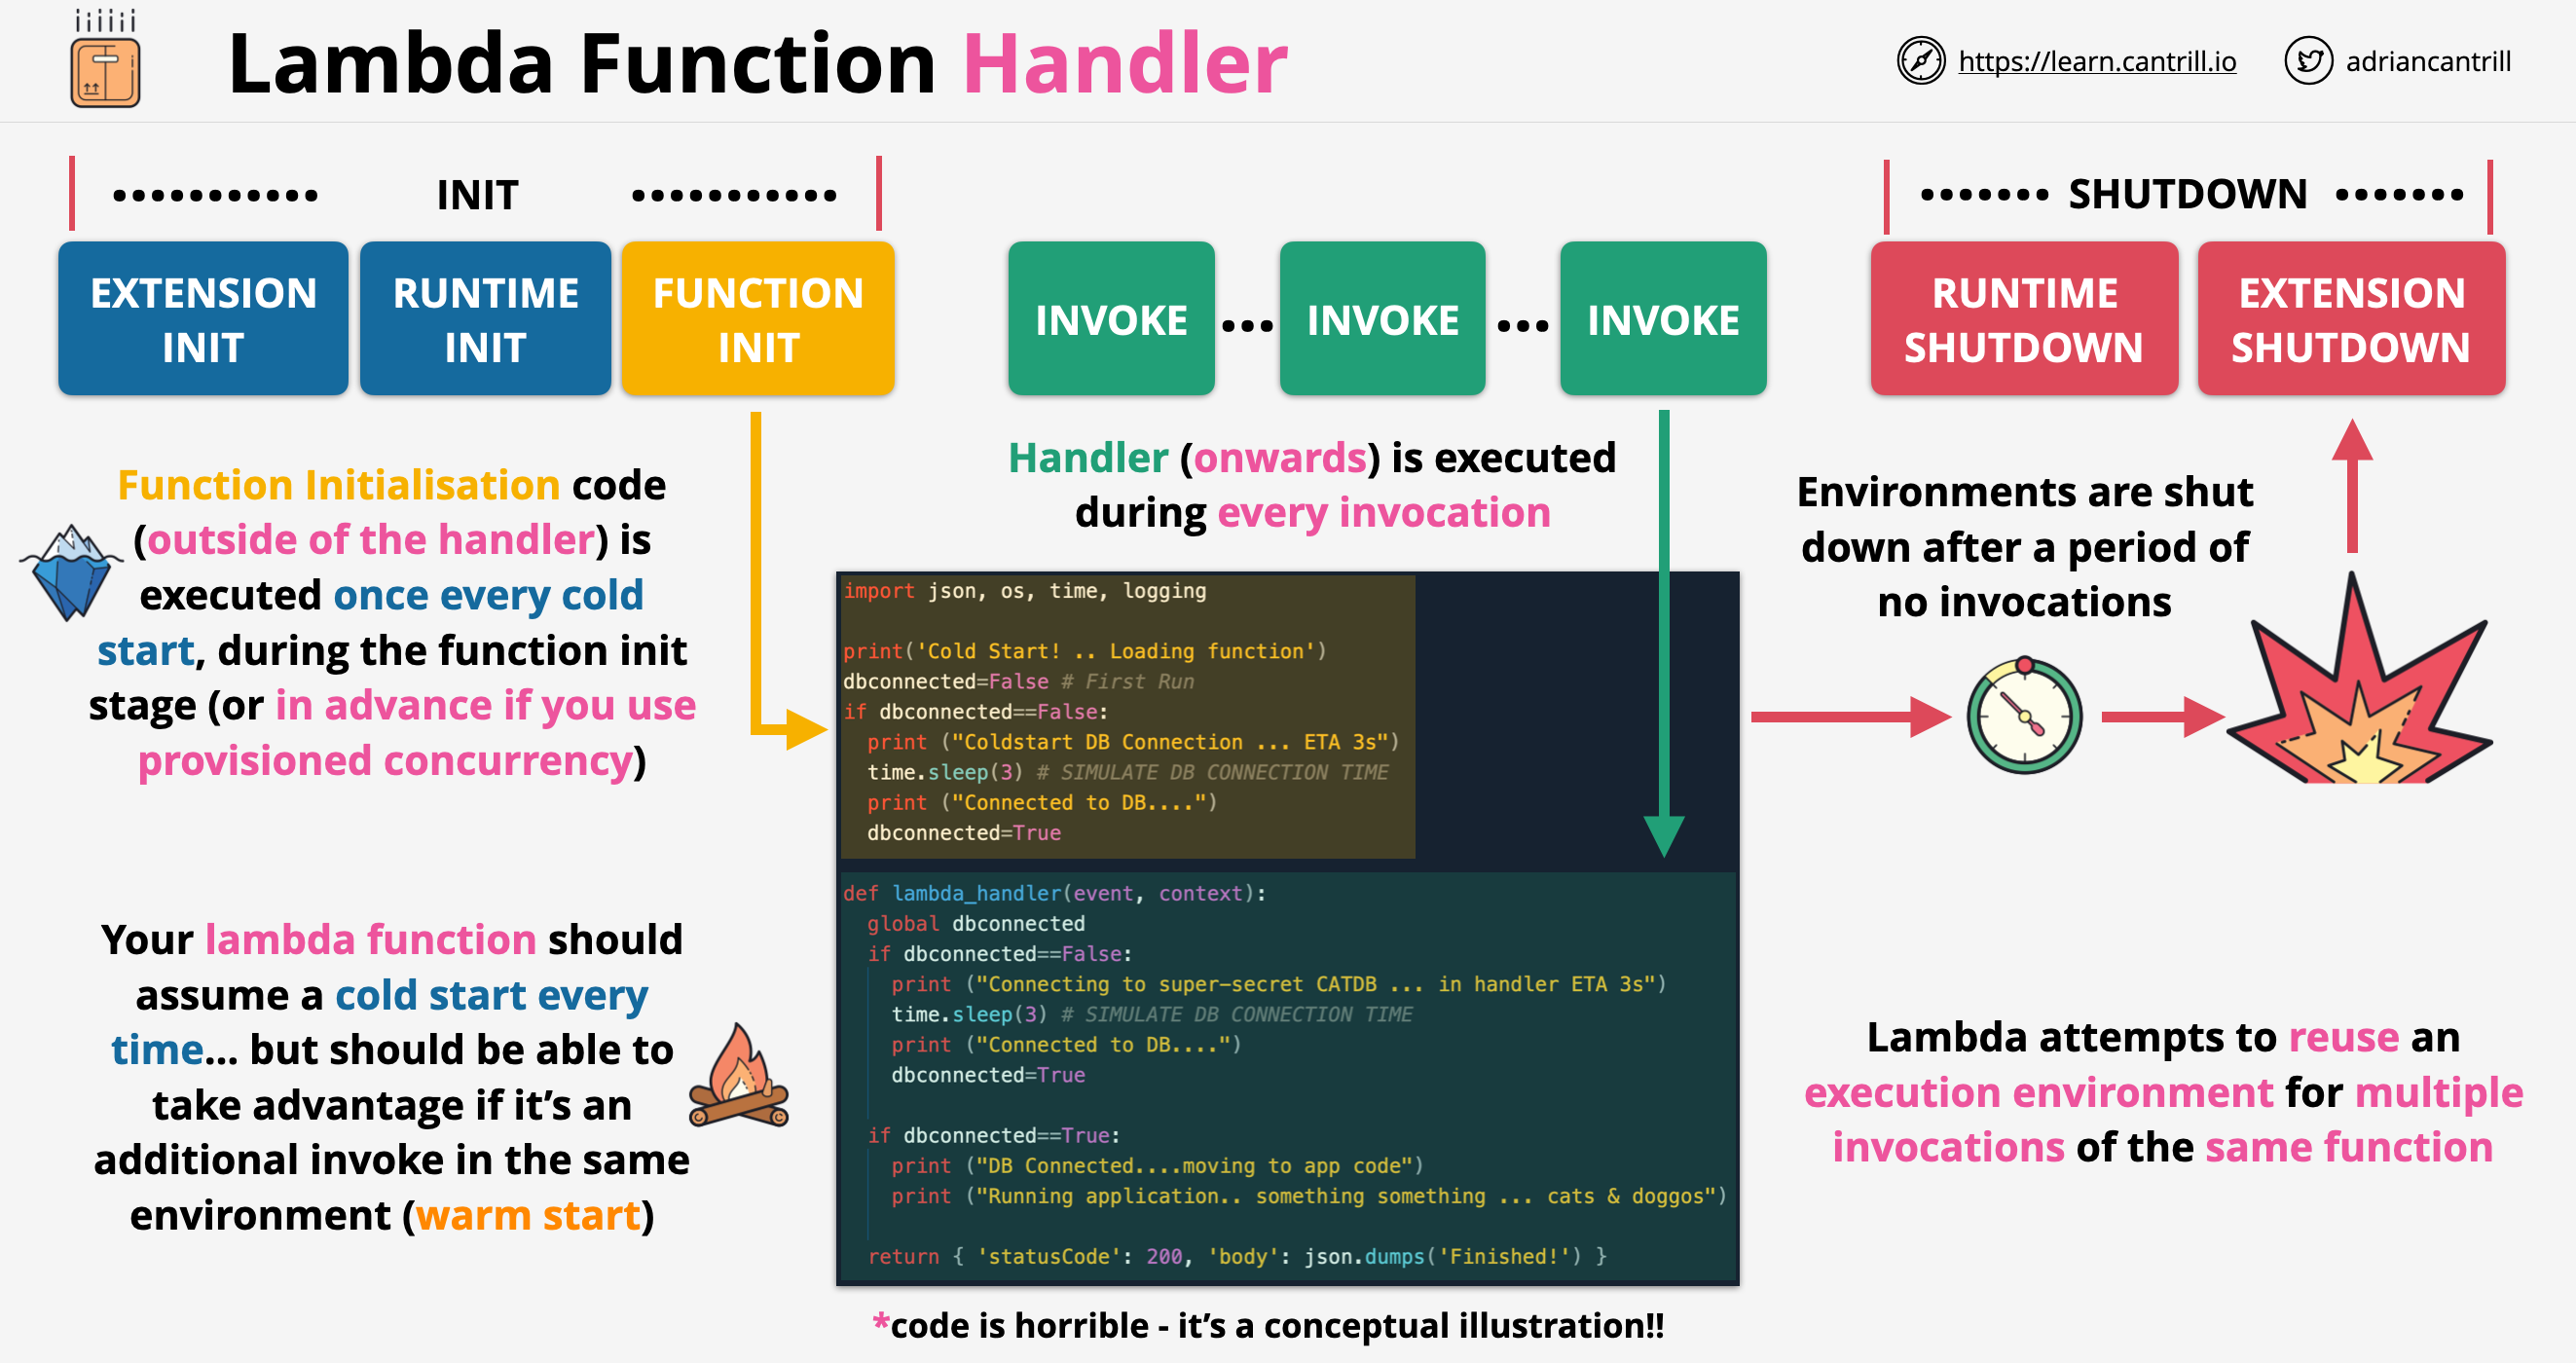 Lambda Function Handler
https://learn.cantrill.io
adriancantrill
INIT
EXTENSION
INIT
RUNTIME
INIT
FUNCTION
INIT
INVOKE
INVOKE
INVOKE
SHUTDOWN
RUNTIME
SHUTDOWN
EXTENSION
SHUTDOWN
Function Initialisation code
(outside of the handler) is
executed once every cold
start, during the function init
stage (or in advance if you use
provisioned concurrency)
Handler (onwards) is executed
during every invocation
Environments are shut
down after a period of
no invocations
import json, os, time, logging
print('Cold Start! .. Loading function')
dbconnected=False # First Run
if dbconnected==False:
  print ("Coldstart DB Connection ... ETA 3s")
  time.sleep(3) # SIMULATE DB CONNECTION TIME
  print ("Connected to DB....")
  dbconnected=True
def lambda_handler(event, context):
  global dbconnected
  if dbconnected==False:
    print ("Connecting to super-secret CATDB ... in handler ETA 3s")
    time.sleep(3) # SIMULATE DB CONNECTION TIME
    print ("Connected to DB....")
    dbconnected=True
  if dbconnected==True:
    print ("DB Connected....moving to app code")
    print ("Running application.. something something ... cats & doggos")
  return { 'statusCode': 200, 'body': json.dumps('Finished!') }
*code is horrible - it's a conceptual illustration!!
Your lambda function should
assume a cold start every
time... but should be able to
take advantage if it's an
additional invoke in the same
environment (warm start)
Lambda attempts to reuse an
execution environment for multiple
invocations of the same function